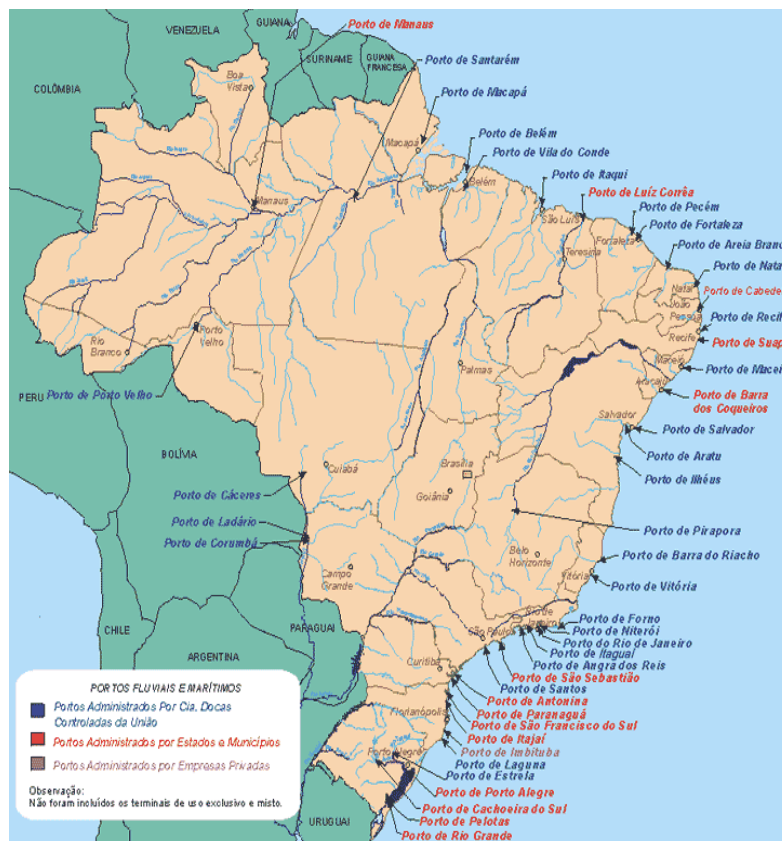 Porto de Manaus
GUIANA
VENEZUELA
SURINAME
GUIANA
FRANCESA
Porto de Santarém
COLÔMBIA
Boa
Vista
Porto de Macapá
Macapá
Porto de Belém
Porto de Vila do Conde
Belém
Porto de Itaqui
Porto de Luíz Corrêa
Manaus
São Luís
Porto de Pecém
Fortaleza
Porto de Fortaleza
Teresina
Porto de Areia Branc
Porto de Nata
Natal
João
Pessoa
Porto de Cabede
Porto de Recif
Recife
Porto de Suap
Porto
Velho
Rio
Branco
Palmas
Maceió
Porto de Macei
Aracaju
PERU
Porto de Pôrto Velho
Porto de Barra
dos Coqueiros
Salvador
Porto de Salvador
BOLÍVIA
Porto de Aratu
Cuiabá
Brasília
Porto de Ilhéus
Porto de Cáceres
Goiânia
Porto de Ladário
Porto de Pirapora
Porto de Corumbá
Belo
Horizonte
Porto de Barra do Riacho
Campo
Grande
Vitória
Porto de Vitória
PARAGUAI
CHILE
Rio de
Janeiro
Porto de Forno
Porto de Niterói
São Paulo
Porto do Rio de Janeiro
ARGENTINA
Porto de Itaguaí
Curitiba
Porto de Angra dos Reis
Porto de São Sebastião
Porto de Santos
Porto de Antonina
Florianópolis
Porto de Paranaguá
Porto de São Francisco do Sul
Porto de Itajaí
Porto Alegre
Porto de Imbituba
Porto de Laguna
Porto de Estrela
Porto de Porto Alegre
Porto de Cachoeira do Sul
Porto de Pelotas
URUGUAI
Porto de Rio Grande
PORTOS FLUVIAIS E MARÍTIMOS
Portos Administrados Por Cia, Docas
Controladas da União
Portos Administrados por Estados e Municípios
Portos Administrados por Empresas Privadas
Observação:
Não foram incluídos os terminais de uso exclusivo e misto.